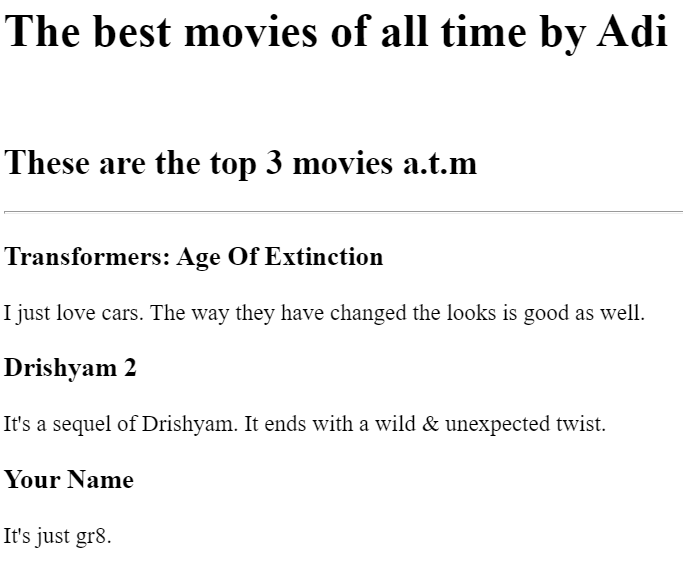 The best movies of all time by Adi
These are the top 3 movies a.t.m
Transformers: Age Of Extinction
I just love cars. The way they have changed the looks is good as well.
Drishyam 2
It's a sequel of Drishyam. It ends with a wild & unexpected twist.
Your Name
It's just gr8.